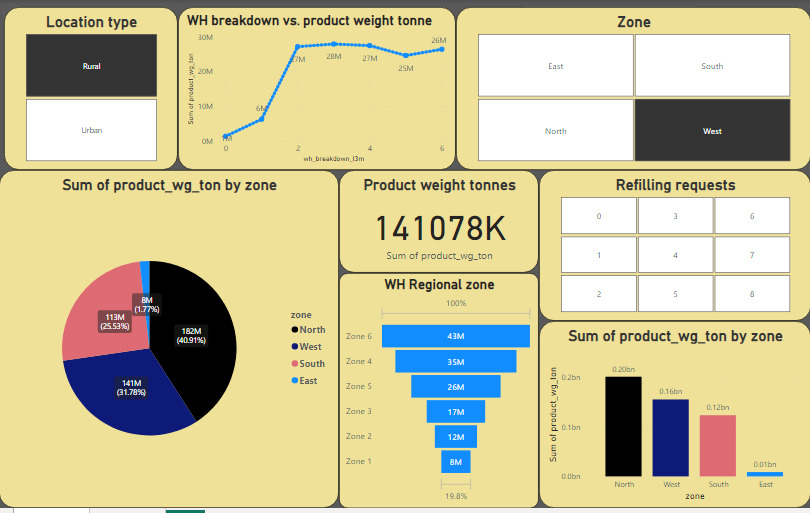 Location type
Rural
Urban
WH breakdown vs. product weight tonne
Sum of product_wg_ton
30M
20M
10M
0M
1M
6M
27M
28M
27M
25M
26M
0
2
4
6
wh_breakdown_l3m
Zone
East
South
North
West
Sum of product_wg_ton by zone
8M
(1.77%)
113M
(25.53%)
182M
(40.91%)
141M
(31.78%)
zone
North
West
South
East
Product weight tonnes
141078K
Sum of product_wg_ton
WH Regional zone
100%
Zone 6
43M
Zone 4
35M
Zone 5
26M
Zone 3
17M
Zone 2
12M
Zone 1
8M
19.8%
Refilling requests
0
3
6
1
4
7
2
5
8
Sum of product_wg_ton by zone
Sum of product_wg_ton
0.2bn
0.1bn
0.0bn
0.20bn
0.16bn
0.12bn
0.01bn
North
West
South
East
zone